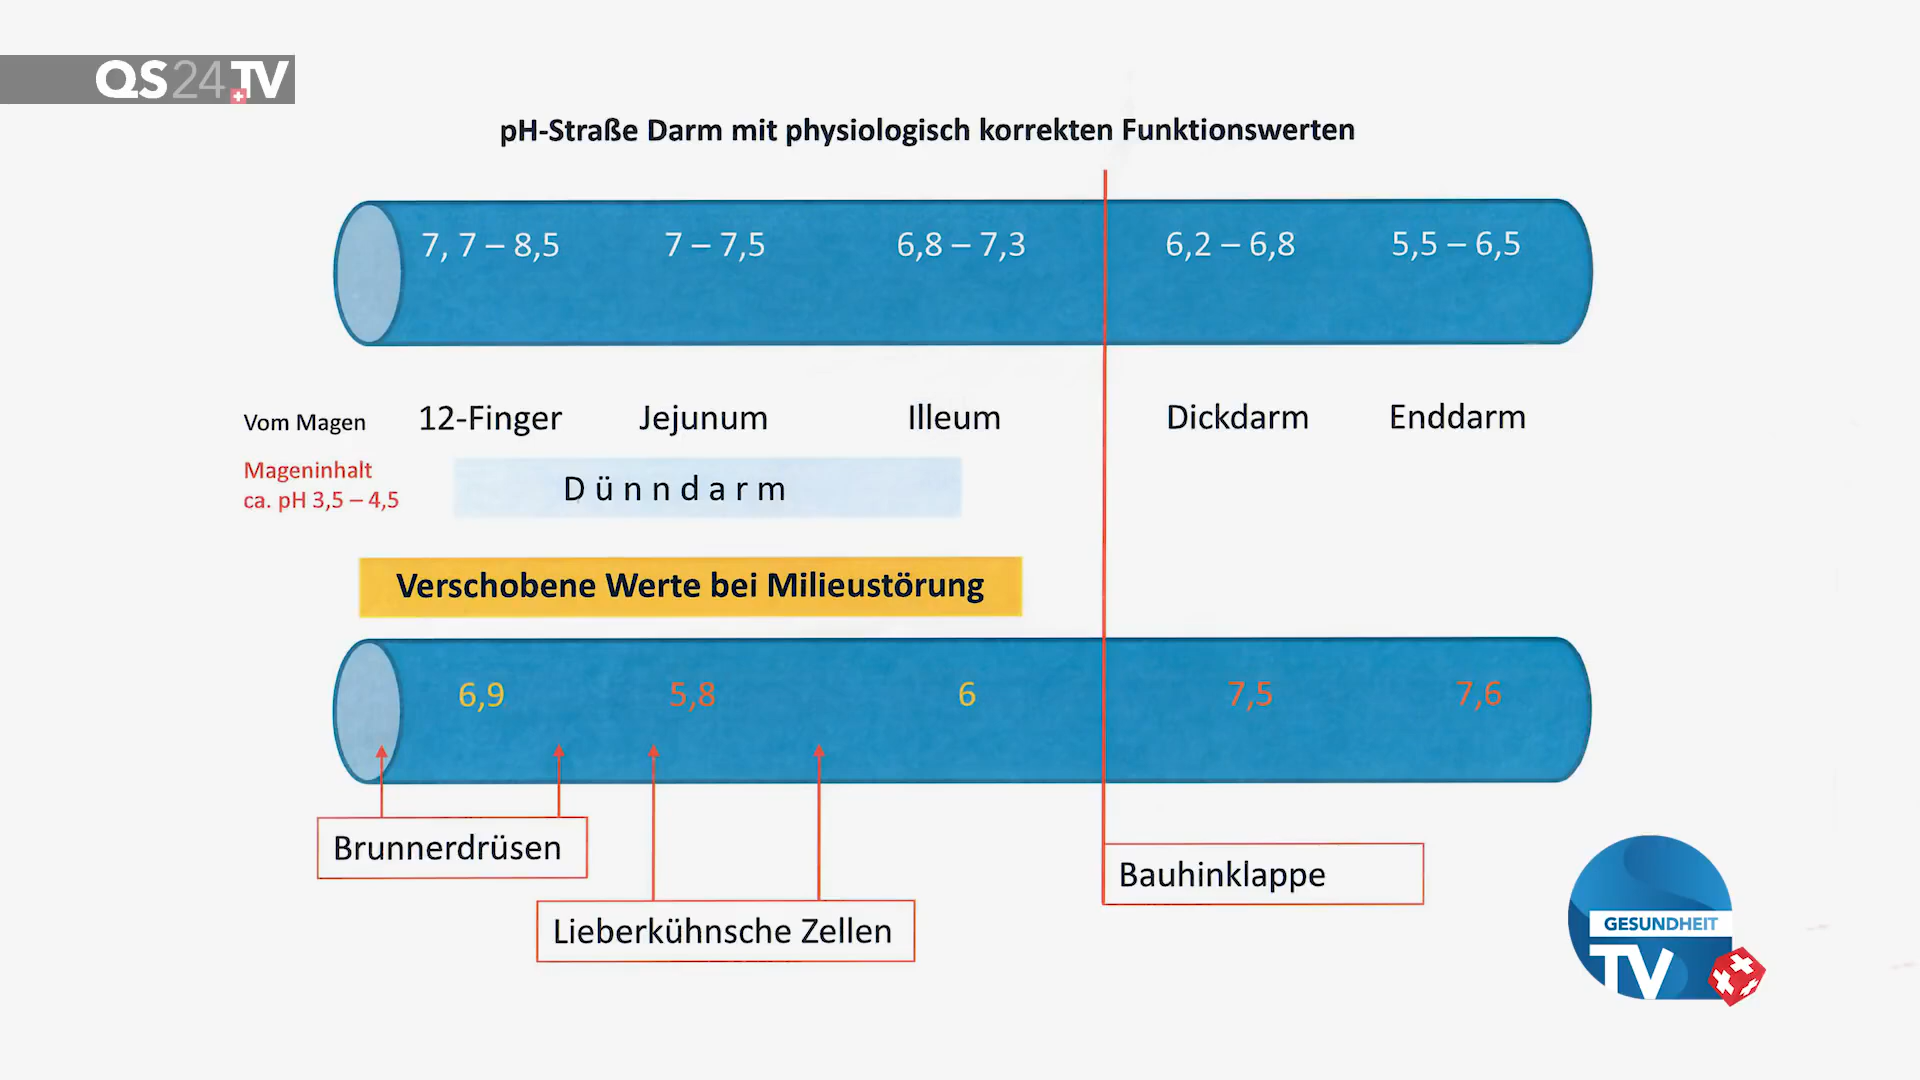 QS24.TV
pH-Straße Darm mit physiologisch korrekten Funktionswerten
7, 7 – 8,5 7 – 7,5 6,8 – 7,3 6,2 – 6,8 5,5 – 6,5
Vom Magen 12-Finger Jejunum Illeum Dickdarm Enddarm
Mageninhalt
ca. pH 3,5 – 4,5
Dünndarm
Verschobene Werte bei Milieustörung
6,9 5,8 6 7,5 7,6
Brunnerdrüsen
Bauhinklappe
Lieberkühnsche Zellen
GESUNDHEIT
TV